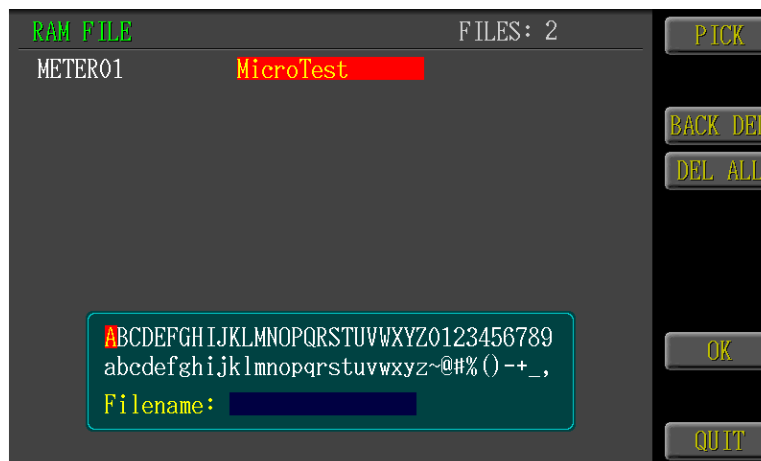 RAM FILE FILES: 2
METER01 MicroTest
ABCDEFGHIJKLMNOPQRSTUVWXYZ0123456789
abcdefghijklmnopqrstuvwxyz~@#%()-+_,
Filename:
PICK
BACK DEL
DEL ALL
OK
QUIT